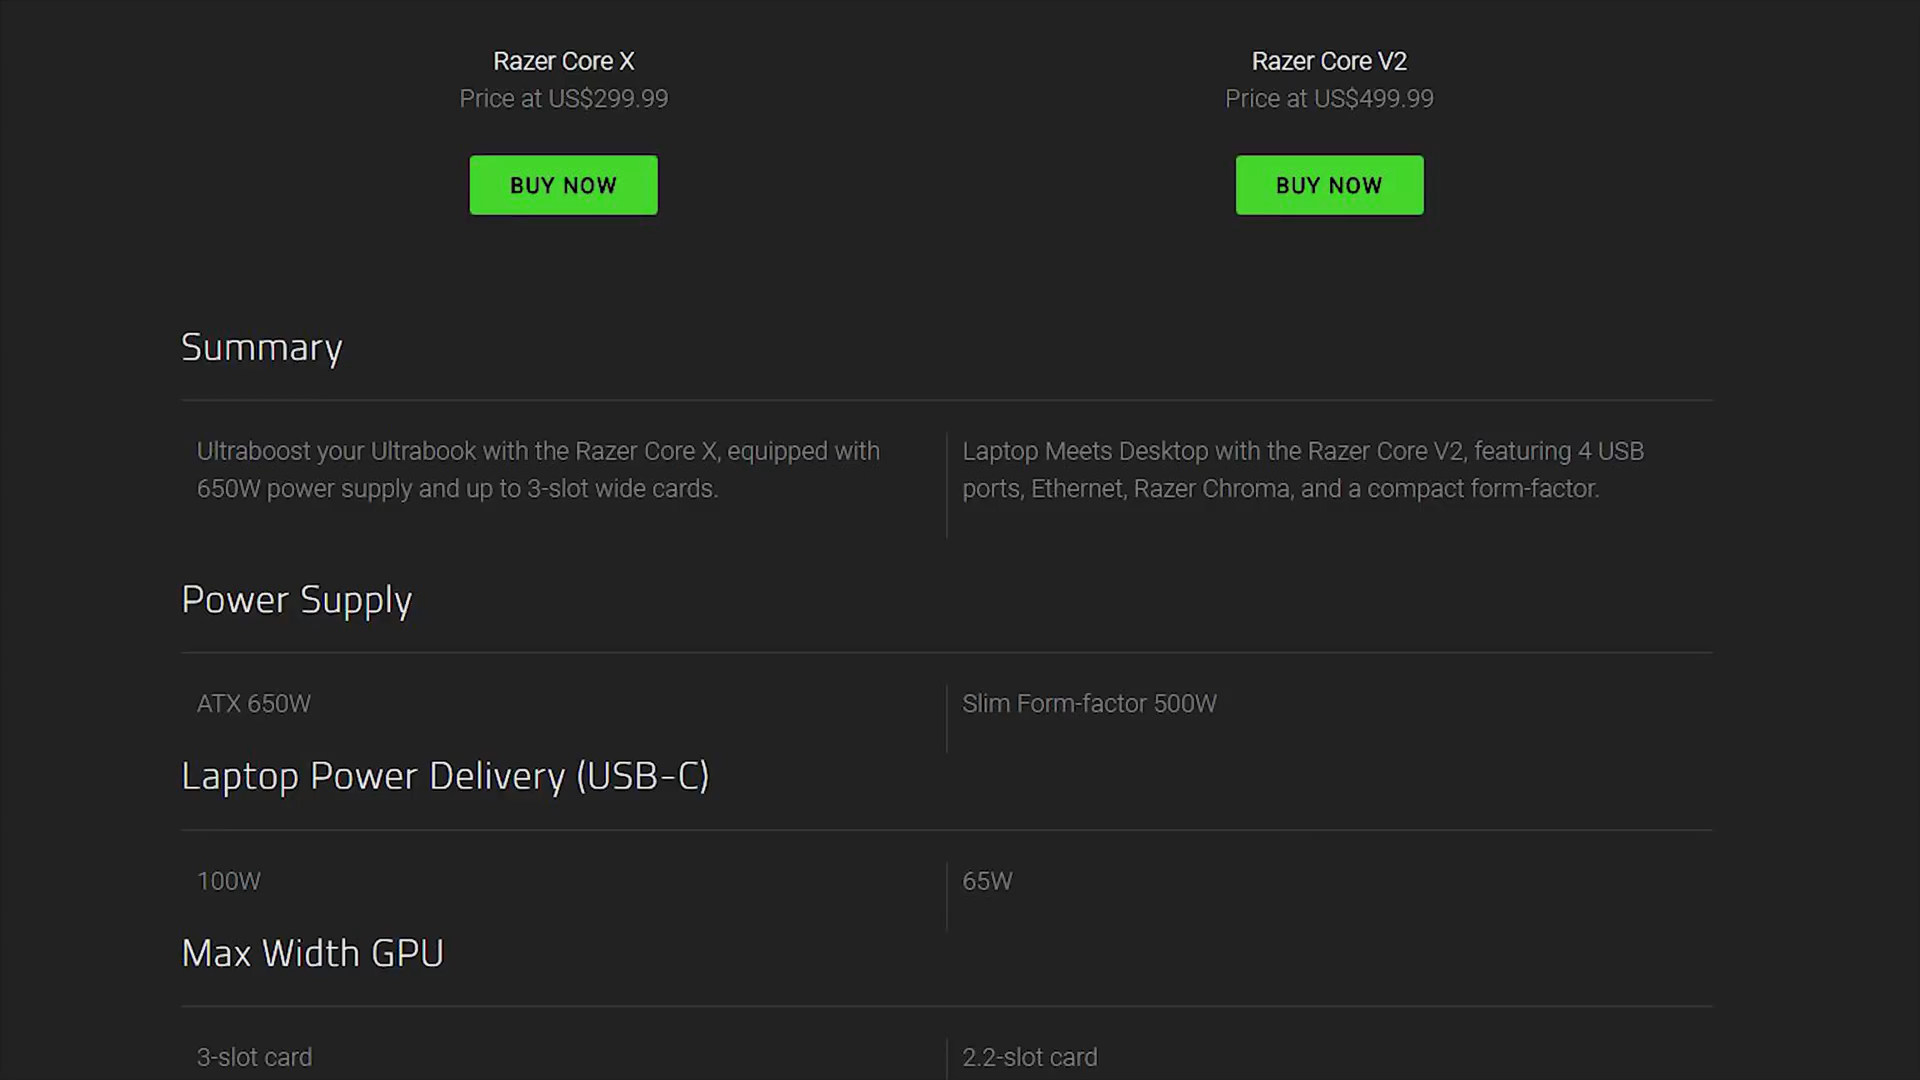 Razer Core X
Price at US$299.99
BUY NOW
Razer Core V2
Price at US$499.99
BUY NOW
Summary
Ultraboost your Ultrabook with the Razer Core X, equipped with
650W power supply and up to 3-slot wide cards.
Laptop Meets Desktop with the Razer Core V2, featuring 4 USB
ports, Ethernet, Razer Chroma, and a compact form-factor.
Power Supply
ATX 650W
Slim Form-factor 500W
Laptop Power Delivery (USB-C)
100W
65W
Max Width GPU
3-slot card
2.2-slot card